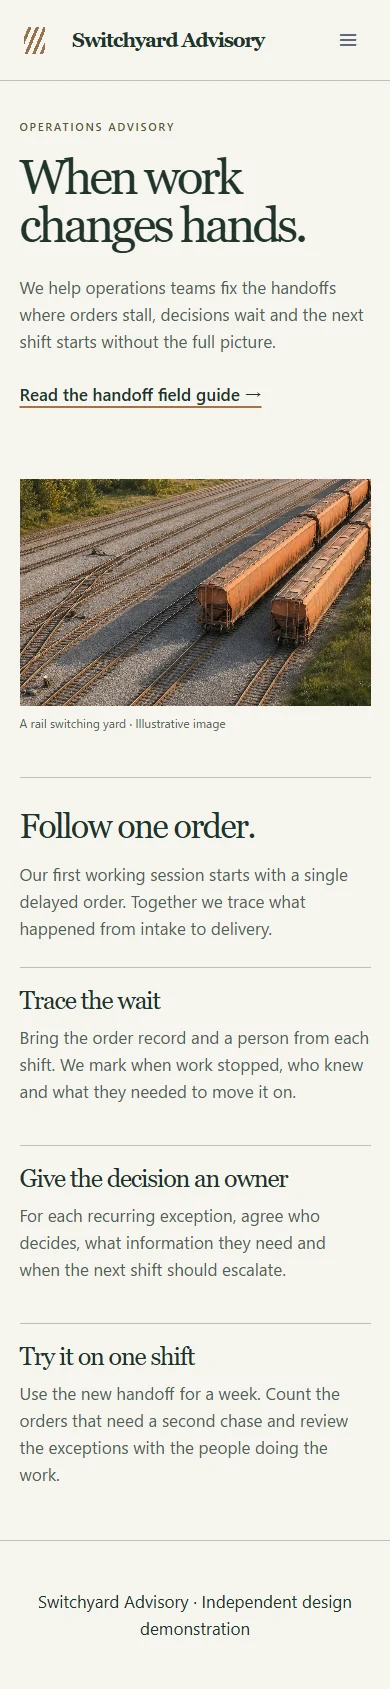 Switchyard Advisory
OPERATIONS ADVISORY
When work
changes hands.
We help operations teams fix the handoffs
where orders stall, decisions wait and the next
shift starts without the full picture.
Read the handoff field guide →
A rail switching yard · Illustrative image
Follow one order.
Our first working session starts with a single
delayed order. Together we trace what
happened from intake to delivery.
Trace the wait
Bring the order record and a person from each
shift. We mark when work stopped, who knew
and what they needed to move it on.
Give the decision an owner
For each recurring exception, agree who
decides, what information they need and
when the next shift should escalate.
Try it on one shift
Use the new handoff for a week. Count the
orders that need a second chase and review
the exceptions with the people doing the
work.
Switchyard Advisory · Independent design
demonstration